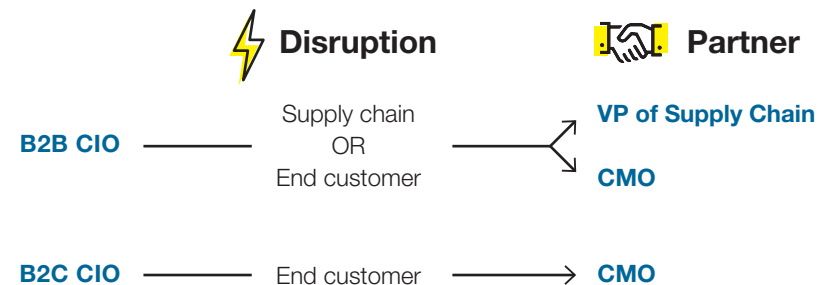 Disruption
Partner
B2B CIO
Supply chain
OR
End customer
VP of Supply Chain
CMO
B2C CIO
End customer
CMO